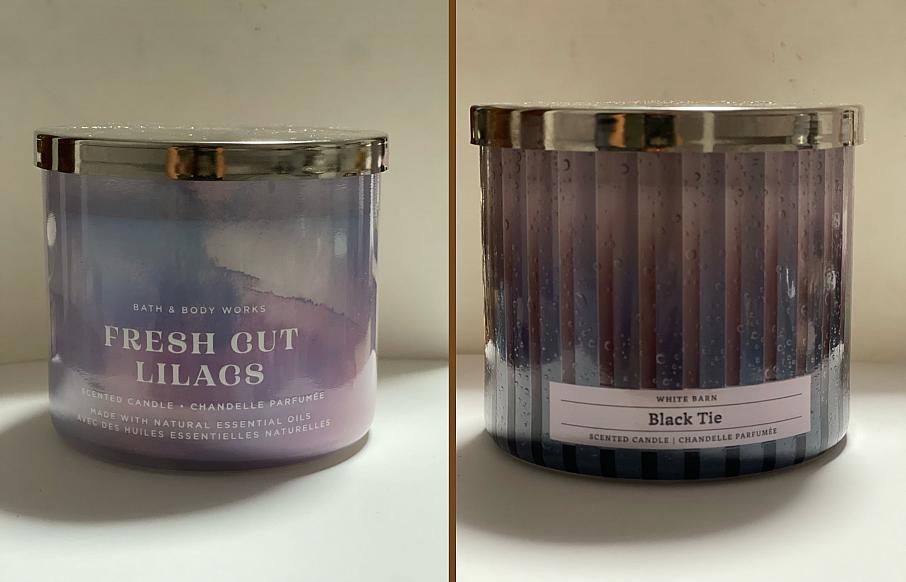 BATH & BODY WORKS
FRESH CUT
LILACS
SCENTED CANDLE • CHANDELLE PARFUMÉE
MADE WITH NATURAL ESSENTIAL OILS
AVEC DES HUILES ESSENTIELLES NATURELLES
WHITE BARN
Black Tie
SCENTED CANDLE | CHANDELLE PARFUMÉE